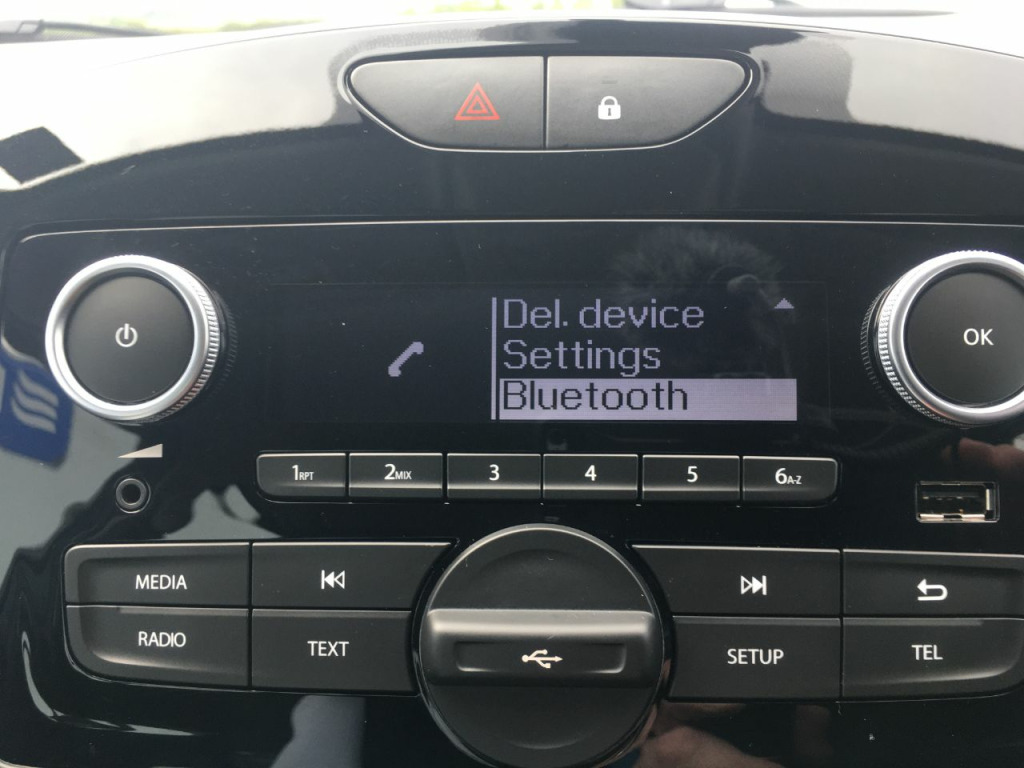 Del. device
Settings
Bluetooth
OK
1RPT 2MIX 3 4 5 6A-Z
MEDIA
RADIO TEXT SETUP TEL